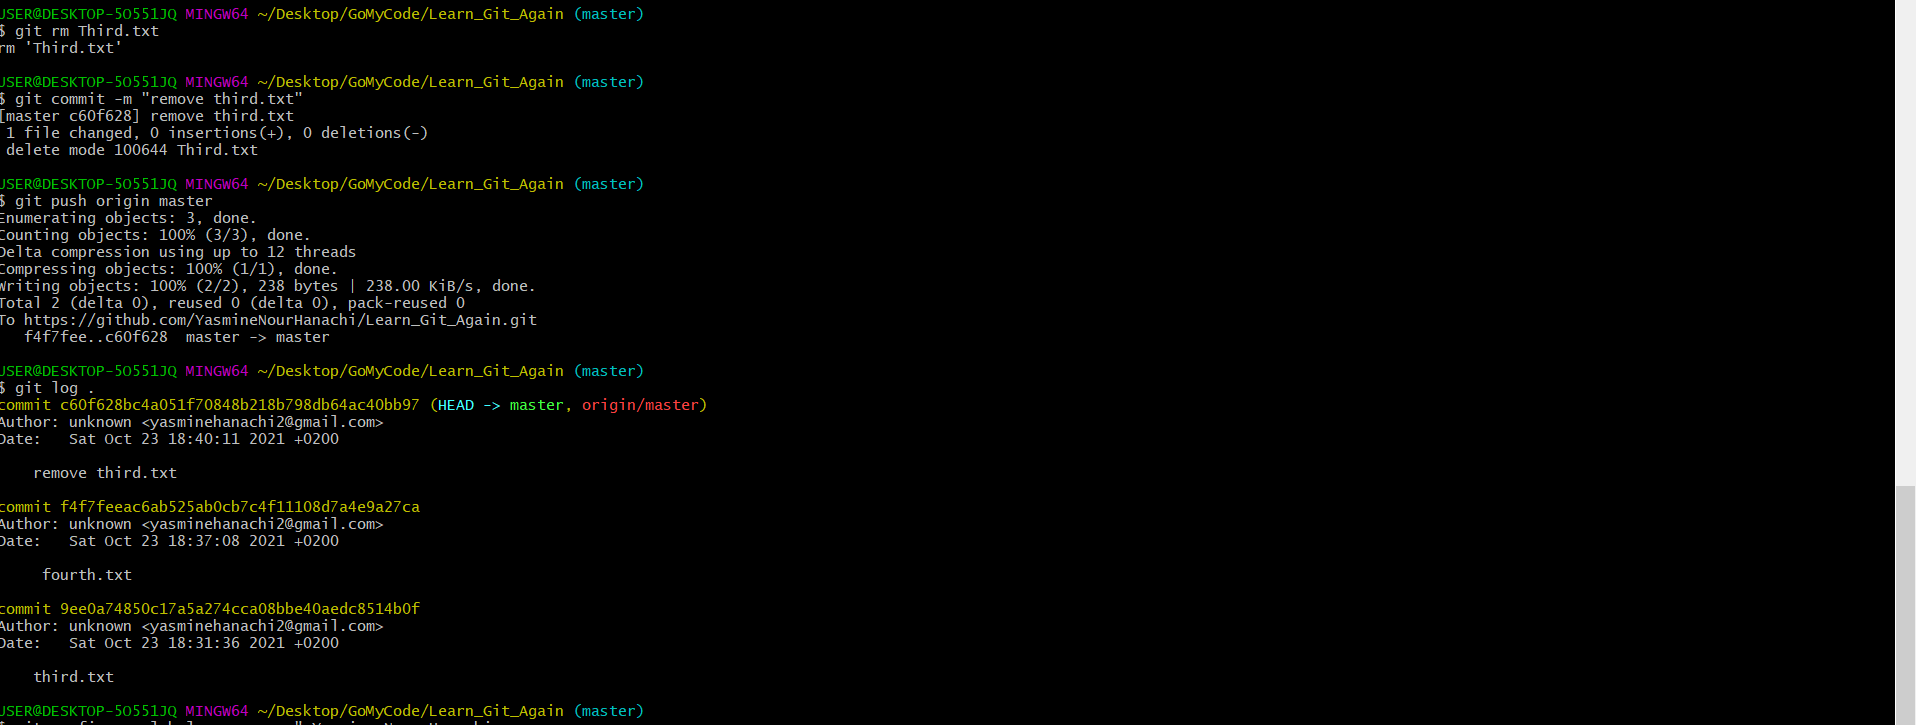 USER@DESKTOP-5O551JQ MINGW64 ~/Desktop/GoMyCode/Learn_Git_Again (master)
$ git rm Third.txt
rm 'Third.txt'
USER@DESKTOP-5O551JQ MINGW64 ~/Desktop/GoMyCode/Learn_Git_Again (master)
$ git commit -m "remove third.txt"
[master c60f628] remove third.txt
 1 file changed, 0 insertions(+), 0 deletions(-)
 delete mode 100644 Third.txt
USER@DESKTOP-5O551JQ MINGW64 ~/Desktop/GoMyCode/Learn_Git_Again (master)
$ git push origin master
Enumerating objects: 3, done.
Counting objects: 100% (3/3), done.
Delta compression using up to 12 threads
Compressing objects: 100% (1/1), done.
Writing objects: 100% (2/2), 238 bytes | 238.00 KiB/s, done.
Total 2 (delta 0), reused 0 (delta 0), pack-reused 0
To https://github.com/YasmineNourHanachi/Learn_Git_Again.git
   f4f7fee..c60f628  master -> master
USER@DESKTOP-5O551JQ MINGW64 ~/Desktop/GoMyCode/Learn_Git_Again (master)
$ git log .
commit c60f628bc4a051f70848b218b798db64ac40bb97 (HEAD -> master, origin/master)
Author: unknown <yasminehanachi2@gmail.com>
Date:   Sat Oct 23 18:40:11 2021 +0200
    remove third.txt
commit f4f7feeac6ab525ab0cb7c4f11108d7a4e9a27ca
Author: unknown <yasminehanachi2@gmail.com>
Date:   Sat Oct 23 18:37:08 2021 +0200
     fourth.txt
commit 9ee0a74850c17a5a274cca08bbe40aedc8514b0f
Author: unknown <yasminehanachi2@gmail.com>
Date:   Sat Oct 23 18:31:36 2021 +0200
    third.txt
USER@DESKTOP-5O551JQ MINGW64 ~/Desktop/GoMyCode/Learn_Git_Again (master)